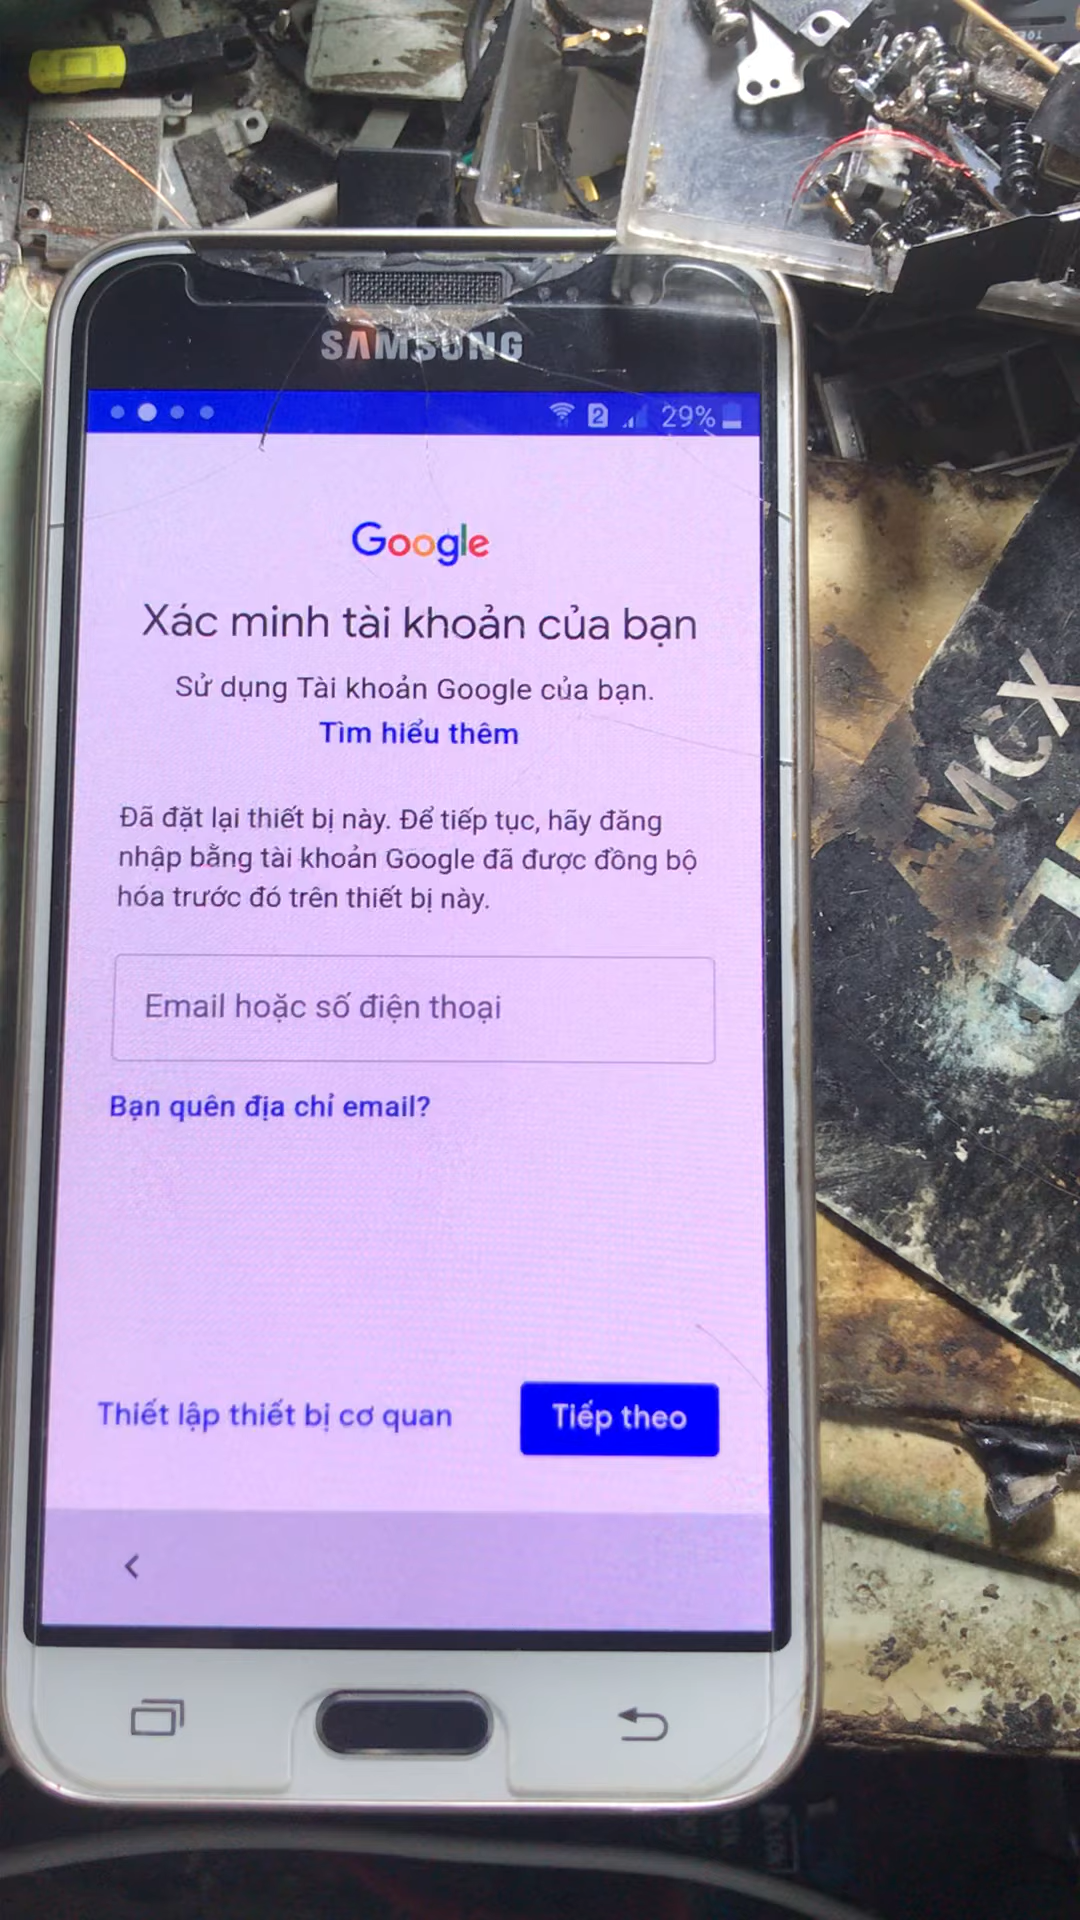 SAMSUNG
2 29%
Google
Xác minh tài khoản của bạn
Sử dụng Tài khoản Google của bạn.
Tìm hiểu thêm
Đã đặt lại thiết bị này. Để tiếp tục, hãy đăng
nhập bằng tài khoản Google đã được đồng bộ
hóa trước đó trên thiết bị này.
Email hoặc số điện thoại
Bạn quên địa chỉ email?
Thiết lập thiết bị cơ quan
Tiếp theo
MCX